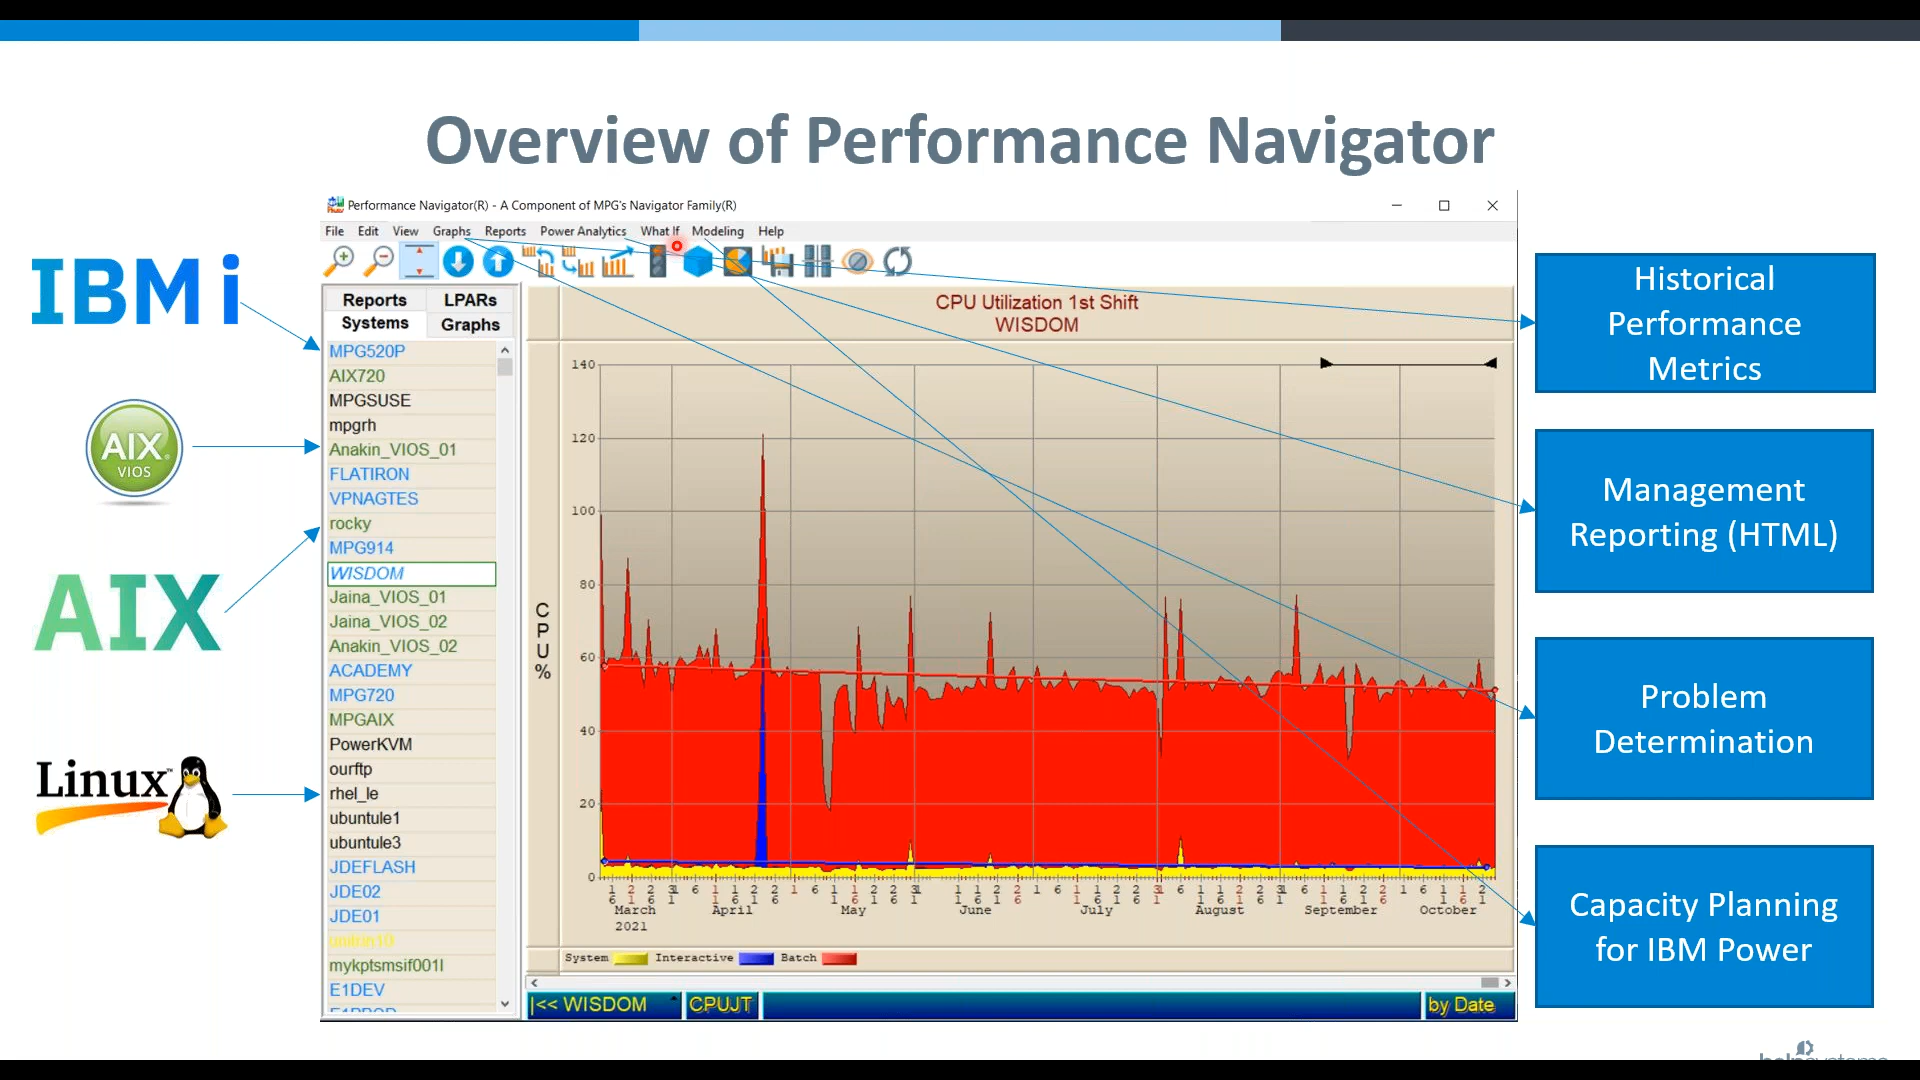 Overview of Performance Navigator
Performance Navigator(R) - A Component of MPG's Navigator Family(R)
File Edit View Graphs Reports Power Analytics What If Modeling Help
IBM i
AIX
VIOS
AIX
Linux™
Reports LPARs
Systems Graphs
MPG520P
AIX720
MPGSUSE
mpgrh
Anakin_VIOS_01
FLATIRON
VPNAGTES
rocky
MPG914
WISDOM
Jaina_VIOS_01
Jaina_VIOS_02
Anakin_VIOS_02
ACADEMY
MPG720
MPGAIX
PowerKVM
ourftp
rhel_le
ubuntule1
ubuntule3
JDEFLASH
JDE02
JDE01
mykptsmsif001l
E1DEV
CPU Utilization 1st Shift
WISDOM
CPU%
140
120
100
80
60
40
20
0
March April May June July August September October
2021
System Interactive Batch
|<< WISDOM CPUJT by Date
Historical
Performance
Metrics
Management
Reporting (HTML)
Problem
Determination
Capacity Planning
for IBM Power